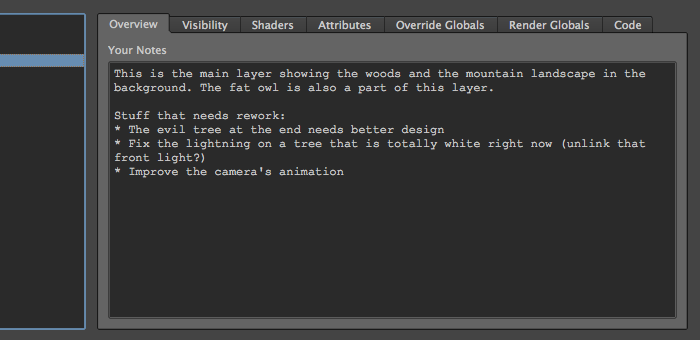 Overview Visibility Shaders Attributes Override Globals Render Globals Code
Your Notes
This is the main layer showing the woods and the mountain landscape in the
background. The fat owl is also a part of this layer.
Stuff that needs rework:
* The evil tree at the end needs better design
* Fix the lightning on a tree that is totally white right now (unlink that
front light?)
* Improve the camera's animation